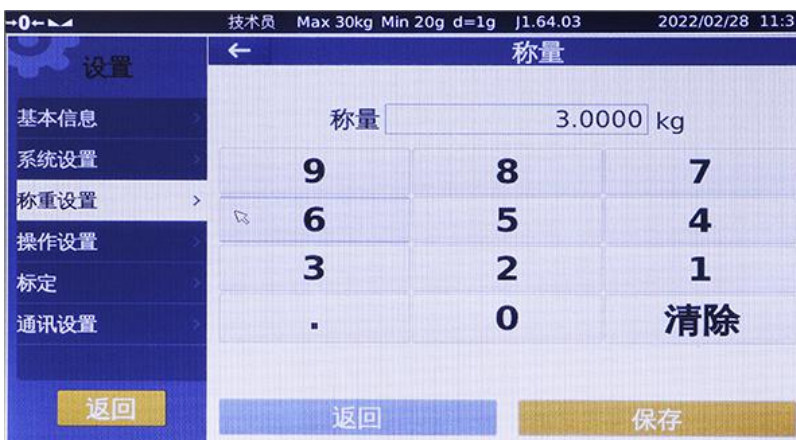 →0← 技术员 Max 30kg Min 20g d=1g J1.64.03 2022/02/28 11:3
设置
← 称量
基本信息 >
系统设置 >
称重设置 >
操作设置 >
标定 >
通讯设置 >
称量 3.0000 kg
9 8 7
6 5 4
3 2 1
. 0 清除
返回
返回 保存